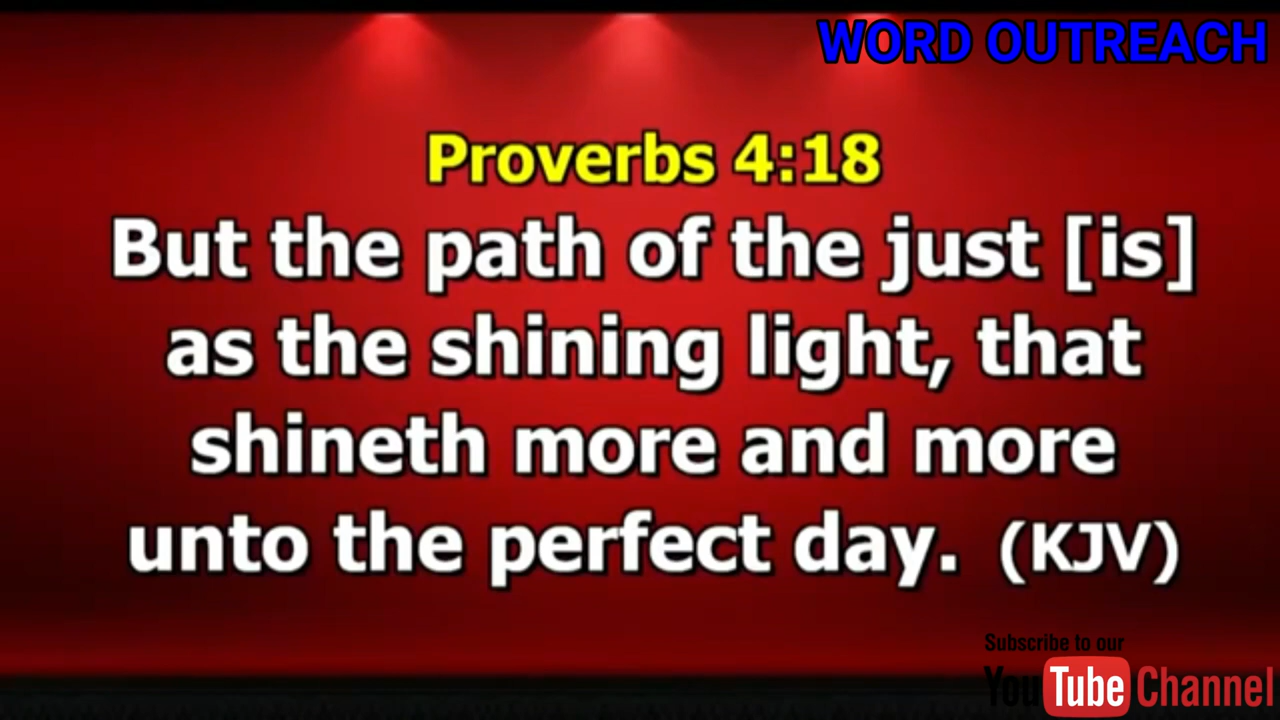 WORD OUTREACH
Proverbs 4:18
But the path of the just [is]
as the shining light, that
shineth more and more
unto the perfect day. (KJV)
Subscribe to our
YouTube Channel